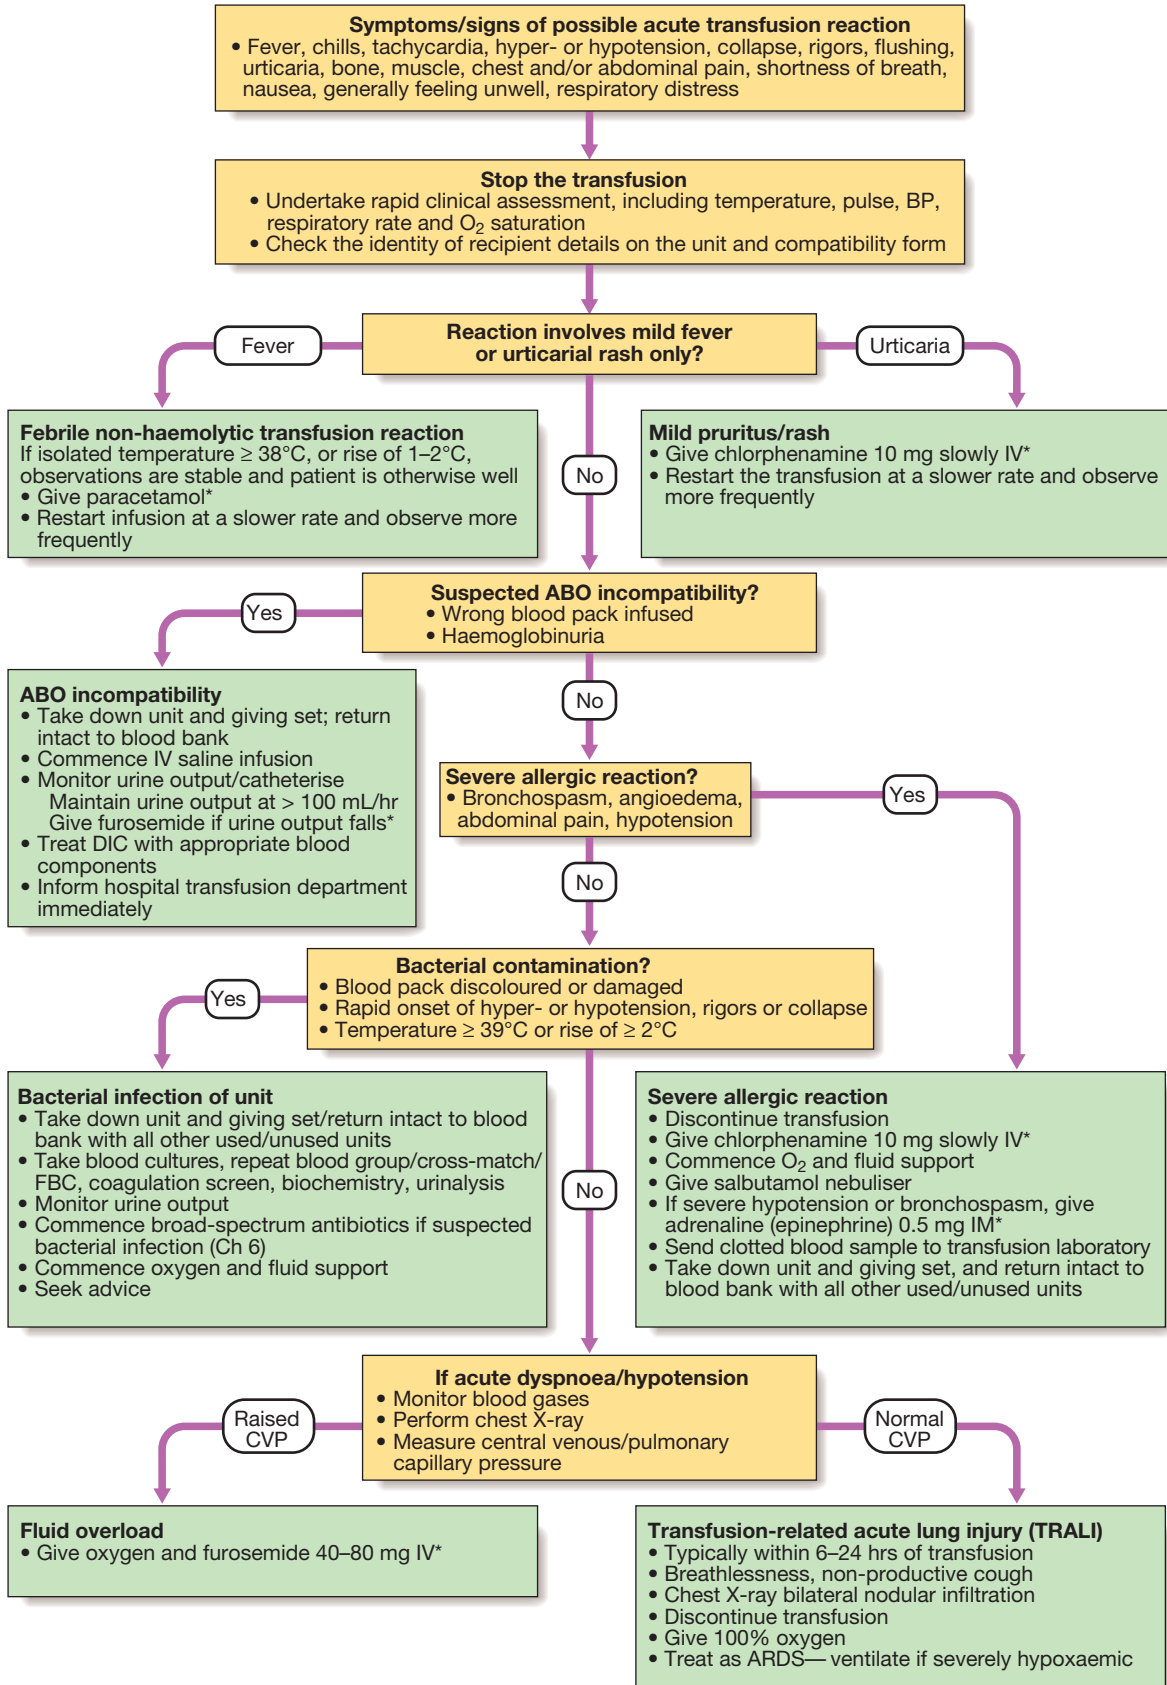 Symptoms/signs of possible acute transfusion reaction
• Fever, chills, tachycardia, hyper- or hypotension, collapse, rigors, flushing,
urticaria, bone, muscle, chest and/or abdominal pain, shortness of breath,
nausea, generally feeling unwell, respiratory distress
Stop the transfusion
• Undertake rapid clinical assessment, including temperature, pulse, BP,
respiratory rate and O₂ saturation
• Check the identity of recipient details on the unit and compatibility form
Reaction involves mild fever
or urticarial rash only?
Fever
Urticaria
Febrile non-haemolytic transfusion reaction
If isolated temperature ≥ 38°C, or rise of 1–2°C,
observations are stable and patient is otherwise well
• Give paracetamol*
• Restart infusion at a slower rate and observe more
frequently
No
Mild pruritus/rash
• Give chlorphenamine 10 mg slowly IV*
• Restart the transfusion at a slower rate and observe
more frequently
Suspected ABO incompatibility?
• Wrong blood pack infused
• Haemoglobinuria
Yes
ABO incompatibility
• Take down unit and giving set; return
intact to blood bank
• Commence IV saline infusion
• Monitor urine output/catheterise
Maintain urine output at > 100 mL/hr
Give furosemide if urine output falls*
• Treat DIC with appropriate blood
components
• Inform hospital transfusion department
immediately
No
Severe allergic reaction?
• Bronchospasm, angioedema,
abdominal pain, hypotension
Yes
No
Bacterial contamination?
• Blood pack discoloured or damaged
• Rapid onset of hyper- or hypotension, rigors or collapse
• Temperature ≥ 39°C or rise of ≥ 2°C
Yes
Bacterial infection of unit
• Take down unit and giving set/return intact to blood
bank with all other used/unused units
• Take blood cultures, repeat blood group/cross-match/
FBC, coagulation screen, biochemistry, urinalysis
• Monitor urine output
• Commence broad-spectrum antibiotics if suspected
bacterial infection (Ch 6)
• Commence oxygen and fluid support
• Seek advice
No
Severe allergic reaction
• Discontinue transfusion
• Give chlorphenamine 10 mg slowly IV*
• Commence O₂ and fluid support
• Give salbutamol nebuliser
• If severe hypotension or bronchospasm, give
adrenaline (epinephrine) 0.5 mg IM*
• Send clotted blood sample to transfusion laboratory
• Take down unit and giving set, and return intact to
blood bank with all other used/unused units
If acute dyspnoea/hypotension
• Monitor blood gases
• Perform chest X-ray
• Measure central venous/pulmonary
capillary pressure
Raised
CVP
Normal
CVP
Fluid overload
• Give oxygen and furosemide 40–80 mg IV*
Transfusion-related acute lung injury (TRALI)
• Typically within 6–24 hrs of transfusion
• Breathlessness, non-productive cough
• Chest X-ray bilateral nodular infiltration
• Discontinue transfusion
• Give 100% oxygen
• Treat as ARDS— ventilate if severely hypoxaemic